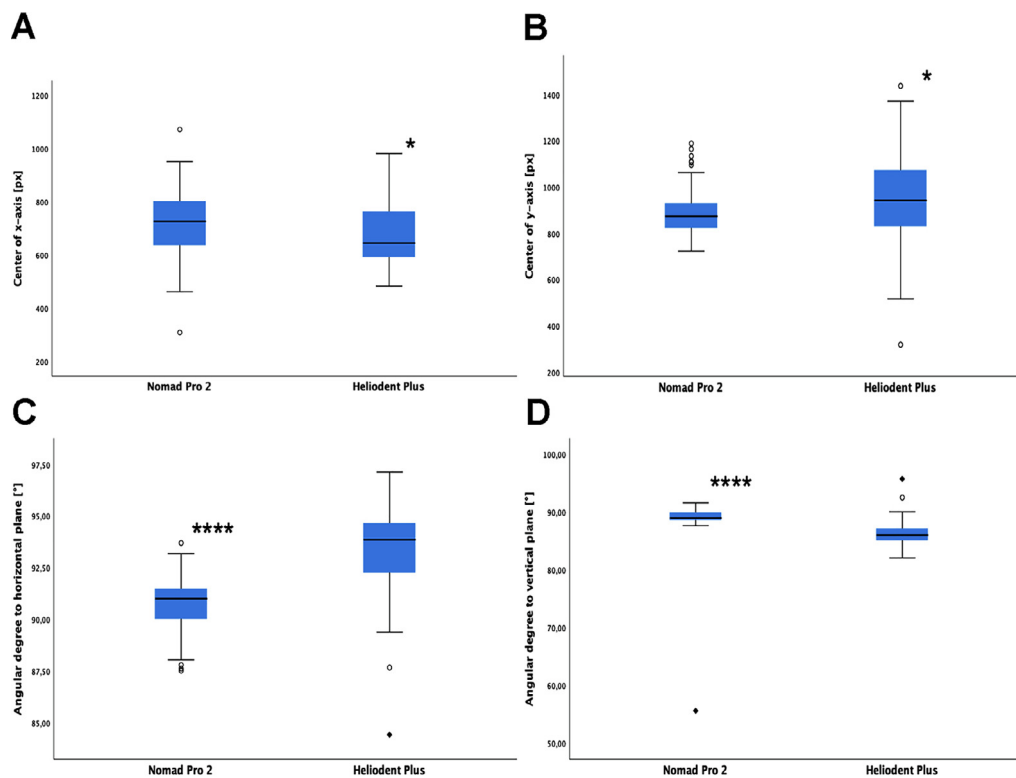 A
Center of x-axis [px]
1200
1000
800
600
400
200
*
Nomad Pro 2
Heliodent Plus
B
Center of y-axis [px]
1400
1200
1000
800
600
400
200
*
Nomad Pro 2
Heliodent Plus
C
Angular degree to horizontal plane [°]
97,50
95,00
92,50
90,00
87,50
85,00
****
Nomad Pro 2
Heliodent Plus
D
Angular degree to vertical plane [°]
100,00
90,00
80,00
70,00
60,00
50,00
****
Nomad Pro 2
Heliodent Plus